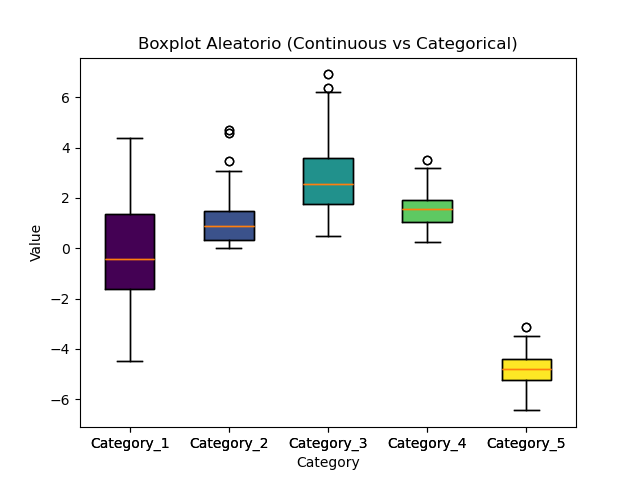 Boxplot Aleatorio (Continuous vs Categorical)
6
4
2
0
−2
−4
−6
Value
Category_1 Category_2 Category_3 Category_4 Category_5
Category